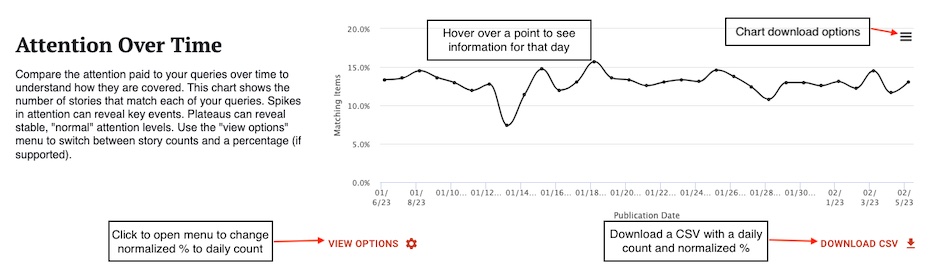 Attention Over Time
Compare the attention paid to your queries over time to
understand how they are covered. This chart shows the
number of stories that match each of your queries. Spikes
in attention can reveal key events. Plateaus can reveal
stable, "normal" attention levels. Use the "view options"
menu to switch between story counts and a percentage (if
supported).
Hover over a point to see
information for that day
Chart download options
Matching Items
20.0%
15.0%
10.0%
5.0%
0.0%
01/
6/23
01/
8/23
01/10...
01/12...
01/14...
01/16...
01/18...
01/20...
01/22...
01/24...
01/26...
01/28...
01/30...
02/
1/23
02/
3/23
02/
5/23
Publication Date
Click to open menu to change
normalized % to daily count
VIEW OPTIONS
Download a CSV with a daily
count and normalized %
DOWNLOAD CSV